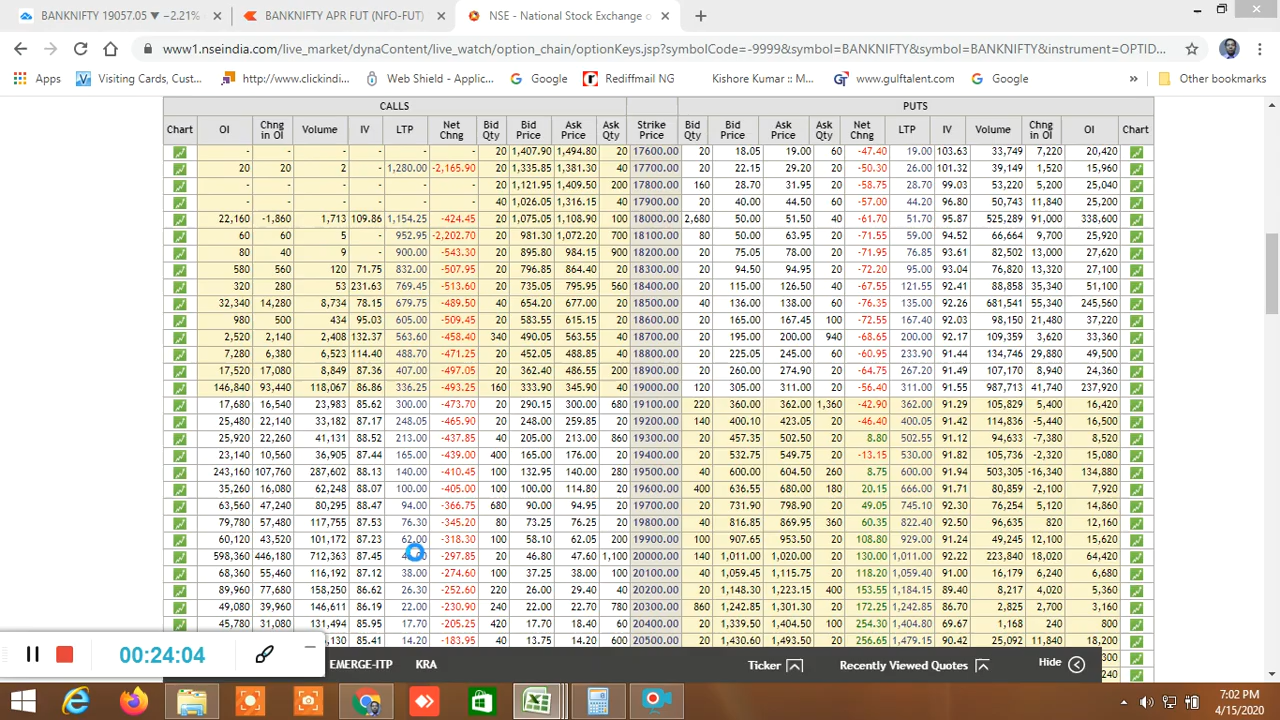 BANKNIFTY 19057.05 ▼ −2.21%
BANKNIFTY APR FUT (NFO-FUT)
NSE - National Stock Exchange o
www1.nseindia.com/live_market/dynaContent/live_watch/option_chain/optionKeys.jsp?symbolCode=-9999&symbol=BANKNIFTY&symbol=BANKNIFTY&instrument=OPTID...
Apps Visiting Cards, Cust... http://www.clickindi... Web Shield - Applic... Google Rediffmail NG Kishore Kumar :: M... www.gulftalent.com Google » Other bookmarks
CALLS PUTS
Chart OI Chng in OI Volume IV LTP Net Chng Bid Qty Bid Price Ask Price Ask Qty Strike Price Bid Qty Bid Price Ask Price Ask Qty Net Chng LTP IV Volume Chng in OI OI Chart
- - - - - - 20 1,407.90 1,494.80 20 17600.00 20 18.05 19.00 60 -47.40 19.00 103.63 33,749 7,220 20,420
20 20 2 - 1,280.00 -2,165.90 20 1,335.85 1,381.30 40 17700.00 20 22.15 29.20 20 -50.30 26.00 101.32 39,149 1,520 15,960
- - - - - - 20 1,121.95 1,409.50 200 17800.00 160 28.70 31.95 20 -58.75 28.70 99.03 53,220 5,200 25,040
- - - - - - 40 1,026.05 1,316.15 40 17900.00 20 40.00 44.50 60 -57.00 44.20 96.80 50,743 11,840 25,200
22,160 -1,860 1,713 109.86 1,154.25 -424.45 20 1,075.05 1,108.90 100 18000.00 2,680 50.00 51.50 40 -61.70 51.70 95.87 525,289 91,000 338,600
60 60 5 - 952.95 -2,202.70 20 981.30 1,072.20 700 18100.00 80 50.00 63.95 20 -71.55 59.00 94.52 66,664 9,700 25,920
80 40 9 - 900.00 -543.30 20 895.80 984.15 900 18200.00 20 75.05 78.00 20 -71.95 76.85 93.61 82,502 13,000 27,620
580 560 120 71.75 832.00 -507.95 20 796.85 864.40 20 18300.00 20 94.50 94.95 20 -72.20 95.00 93.04 76,820 13,320 27,100
320 280 53 231.63 769.45 -513.60 20 735.05 795.95 560 18400.00 20 115.00 126.50 40 -67.55 121.55 92.41 88,858 35,340 51,100
32,340 14,280 8,734 78.15 679.75 -489.50 40 654.20 677.00 20 18500.00 40 136.00 138.00 60 -76.35 135.00 92.26 681,541 55,340 245,560
980 500 434 95.03 605.00 -509.45 20 583.55 615.15 20 18600.00 20 165.00 167.45 100 -72.55 167.40 92.03 98,150 21,480 37,220
2,520 2,140 2,408 132.37 563.60 -458.40 340 490.05 563.55 40 18700.00 20 195.00 200.00 940 -68.65 200.00 92.17 109,359 3,620 33,360
7,280 6,380 6,523 114.40 488.70 -471.25 40 452.05 488.85 40 18800.00 20 225.05 245.00 60 -60.95 233.90 91.44 134,746 29,880 49,500
17,520 17,080 8,849 87.36 407.00 -497.05 20 362.40 486.55 200 18900.00 20 260.00 274.90 20 -64.75 267.20 91.49 107,170 8,940 24,360
146,840 93,440 118,067 86.86 336.25 -493.25 160 333.90 345.90 40 19000.00 120 305.00 311.00 20 -56.40 311.00 91.55 987,713 41,740 237,920
17,680 16,540 23,983 85.62 300.00 -473.70 20 290.15 300.00 680 19100.00 220 360.00 362.00 1,360 -42.90 362.00 91.29 105,829 5,400 16,420
25,480 22,140 33,182 87.17 248.05 -465.90 20 248.00 259.85 20 19200.00 140 400.10 423.05 20 -46.40 400.05 91.42 114,836 -5,440 16,500
25,920 22,260 41,131 88.52 213.00 -437.85 40 205.00 213.00 860 19300.00 20 457.35 502.50 20 8.80 502.55 91.12 94,633 -7,380 8,520
23,140 10,560 36,905 87.44 165.00 -439.00 400 165.00 176.00 20 19400.00 20 532.75 549.75 20 -13.15 530.00 91.82 105,736 -2,320 15,080
243,160 107,760 287,602 88.13 140.00 -410.45 100 132.95 140.00 280 19500.00 40 600.00 604.50 260 8.75 600.00 91.94 503,305 -16,340 134,880
35,260 16,080 62,248 88.07 100.00 -405.00 100 100.00 114.80 20 19600.00 400 636.55 680.00 180 20.15 666.00 91.71 80,859 -2,100 7,920
63,560 47,240 80,295 88.47 94.00 -366.75 680 90.00 94.95 20 19700.00 20 731.90 798.90 20 49.05 745.10 92.30 76,254 5,120 14,860
79,780 57,480 117,755 87.53 76.30 -345.20 80 73.25 76.25 20 19800.00 40 816.85 869.95 360 60.35 822.40 92.50 96,635 820 12,160
60,120 43,520 101,172 87.23 62.00 -318.30 100 58.10 62.05 200 19900.00 100 907.65 953.50 20 108.80 929.00 91.24 49,245 12,100 15,620
598,360 446,180 712,363 87.45 -297.85 20 46.80 47.60 1,100 20000.00 140 1,011.00 1,020.00 20 130.00 1,011.00 92.22 223,840 18,020 64,420
68,360 55,460 116,192 87.12 38.00 -274.60 100 37.25 38.00 100 20100.00 40 1,059.45 1,115.75 20 118.20 1,059.40 91.00 16,179 6,240 6,680
89,960 77,680 158,250 86.62 26.30 -252.60 220 26.00 29.40 40 20200.00 20 1,148.30 1,223.15 400 153.55 1,184.15 89.40 8,217 4,020 5,360
49,080 39,960 146,611 86.19 22.00 -230.90 240 22.00 22.70 780 20300.00 860 1,242.85 1,301.30 20 172.25 1,242.85 86.70 2,825 2,700 3,160
45,780 31,080 131,494 85.95 17.70 -205.25 420 17.70 18.40 60 20400.00 20 1,339.50 1,404.50 100 254.30 1,404.80 69.67 1,168 240 800
,130 85.41 14.20 -183.95 40 13.75 14.20 600 20500.00 20 1,430.60 1,493.50 20 256.65 1,479.15 90.42 25,092 11,840 18,200
300
240
00:24:04
EMERGE-ITP KRA Ticker Recently Viewed Quotes Hide
7:02 PM
4/15/2020